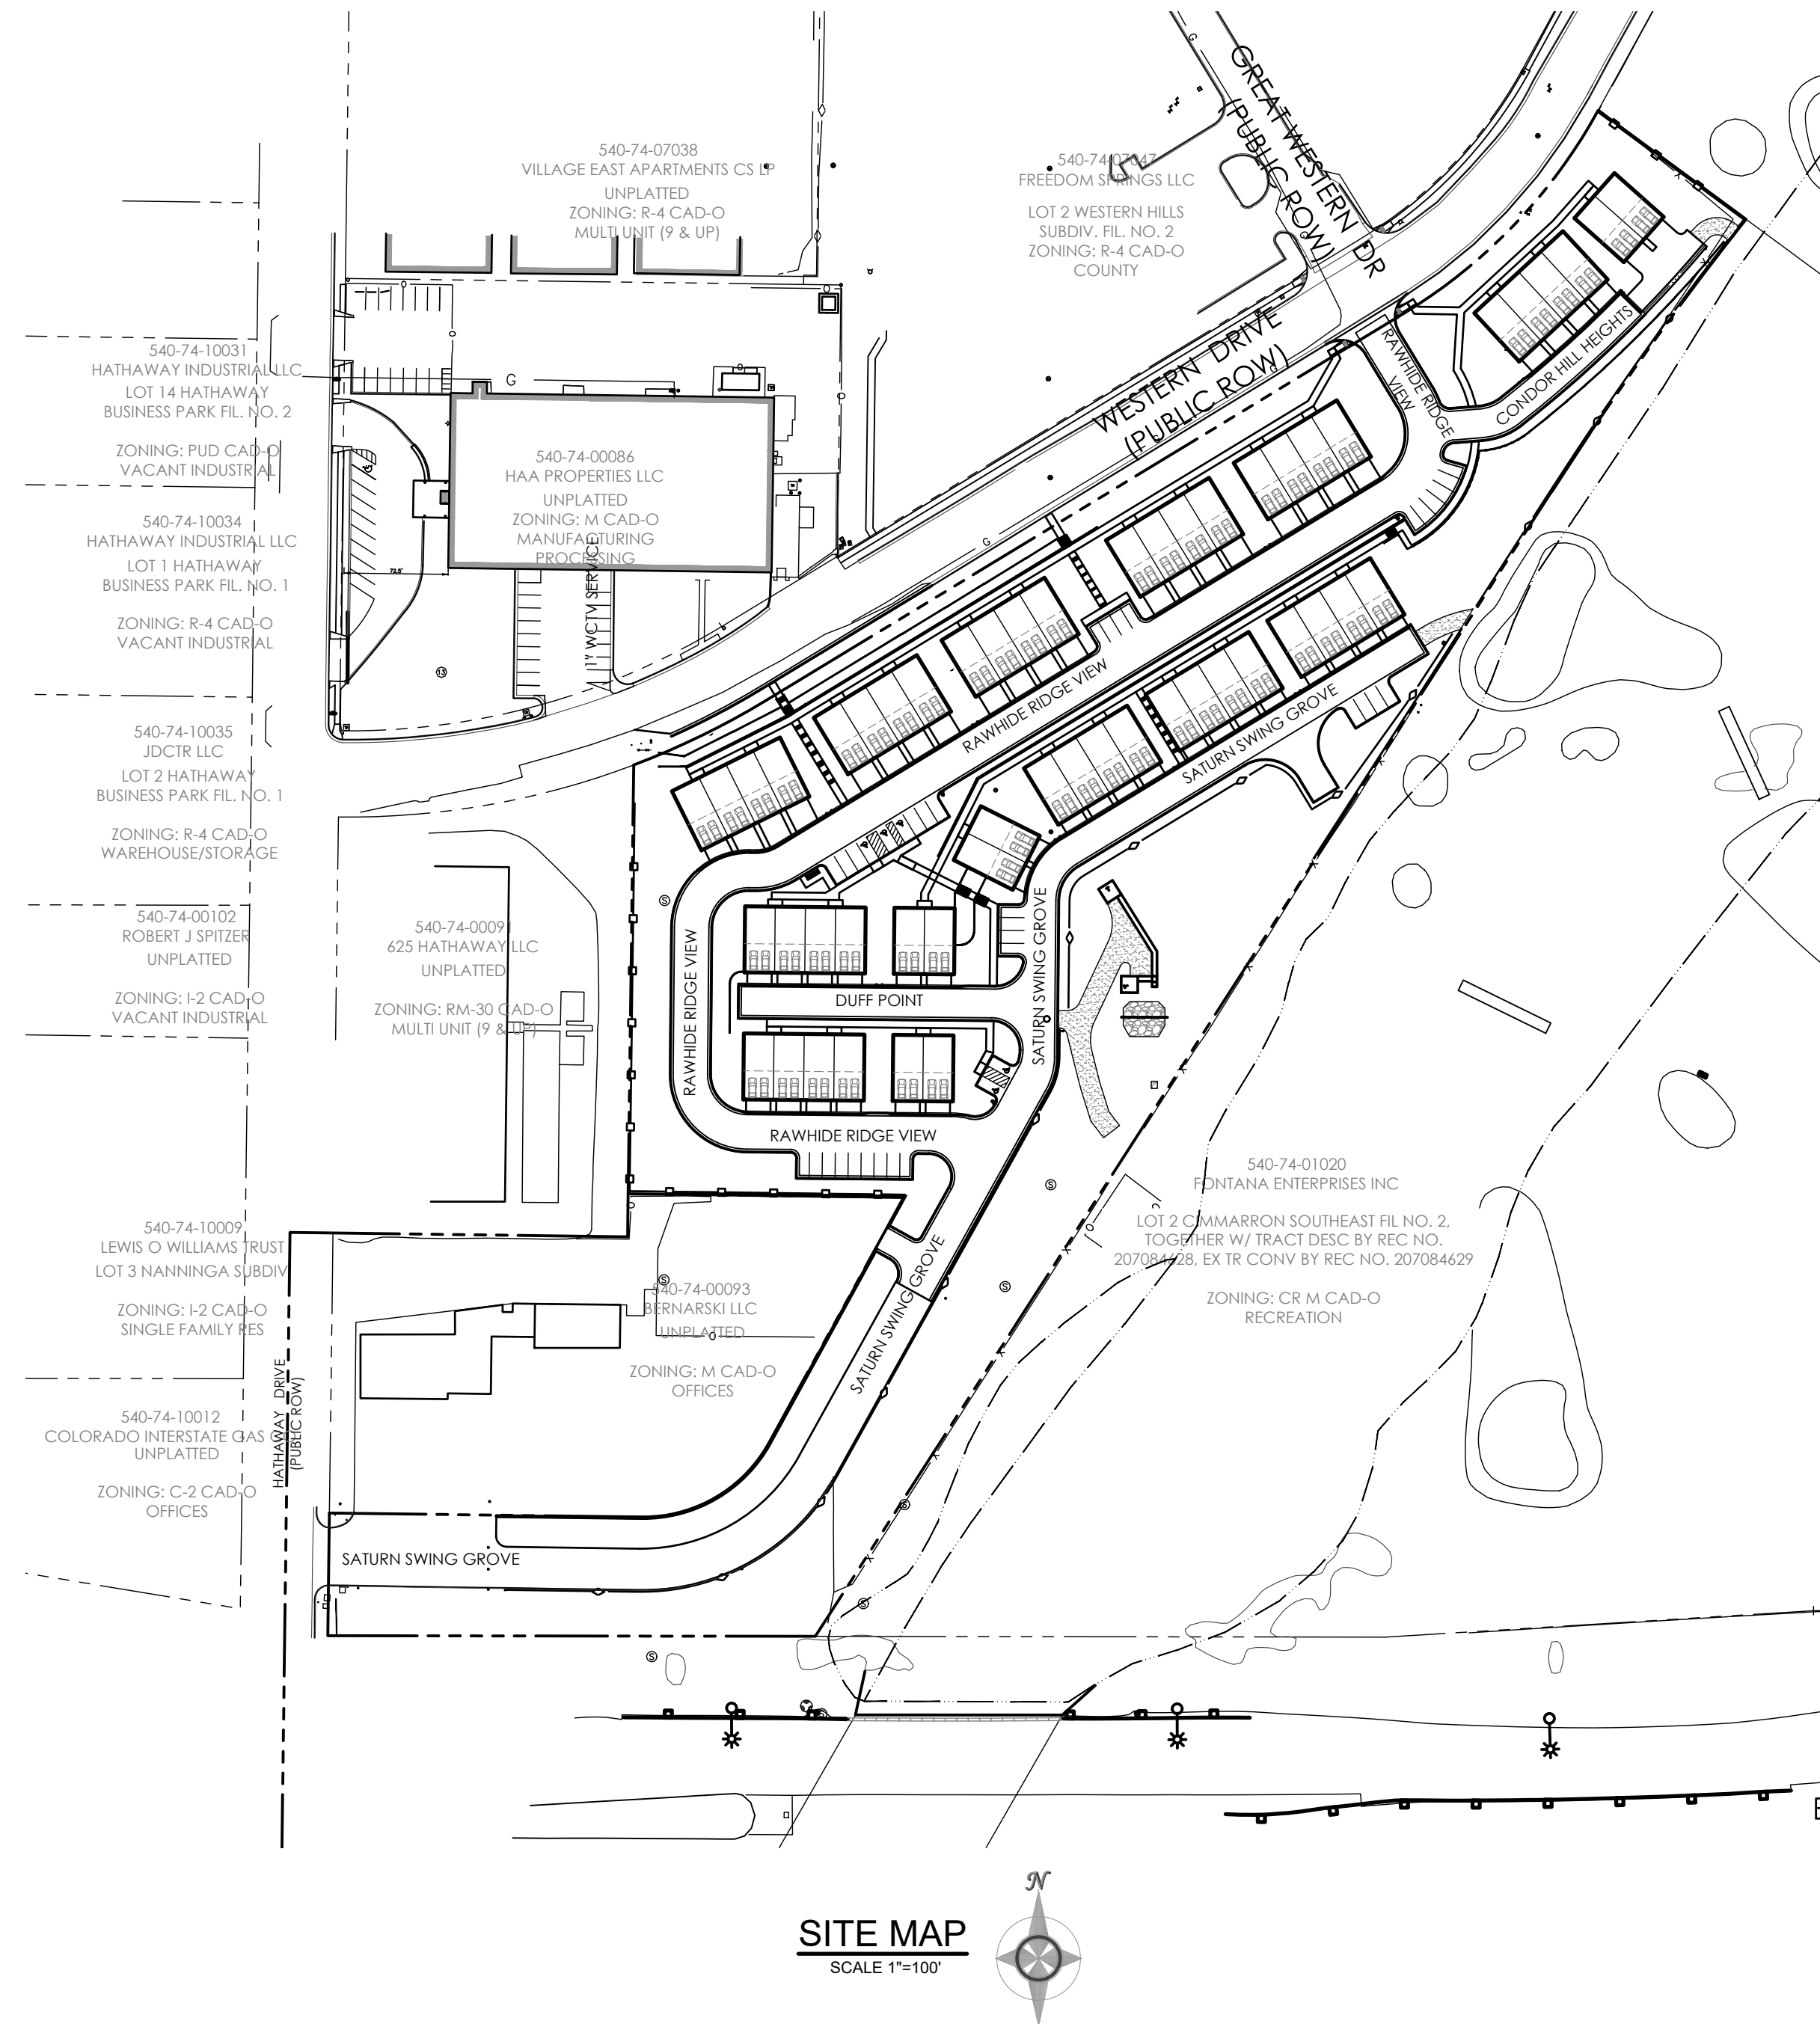 GREAT WESTERN DR
(PUBLIC ROW)
540-74-07038
VILLAGE EAST APARTMENTS CS LP
UNPLATTED
ZONING: R-4 CAD-O
MULTI UNIT (9 & UP)
540-74-07047
FREEDOM SPRINGS LLC
LOT 2 WESTERN HILLS
SUBDIV. FIL. NO. 2
ZONING: R-4 CAD-O
COUNTY
WESTERN DRIVE
(PUBLIC ROW)
RAWHIDE RIDGE
VIEW
CONDOR HILL HEIGHTS
540-74-10031
HATHAWAY INDUSTRIAL LLC
LOT 14 HATHAWAY
BUSINESS PARK FIL. NO. 2
ZONING: PUD CAD-O
VACANT INDUSTRIAL
G
540-74-00086
HAA PROPERTIES LLC
UNPLATTED
ZONING: M CAD-O
MANUFACTURING
PROCESSING
72.5'
1" WCTM SERVICE
13
540-74-10034
HATHAWAY INDUSTRIAL LLC
LOT 1 HATHAWAY
BUSINESS PARK FIL. NO. 1
ZONING: R-4 CAD-O
VACANT INDUSTRIAL
540-74-10035
JDCTR LLC
LOT 2 HATHAWAY
BUSINESS PARK FIL. NO. 1
ZONING: R-4 CAD-O
WAREHOUSE/STORAGE
RAWHIDE RIDGE VIEW
SATURN SWING GROVE
540-74-00102
ROBERT J SPITZER
UNPLATTED
ZONING: I-2 CAD-O
VACANT INDUSTRIAL
540-74-00091
625 HATHAWAY LLC
UNPLATTED
ZONING: RM-30 CAD-O
MULTI UNIT (9 & UP)
RAWHIDE RIDGE VIEW
DUFF POINT
SATURN SWING GROVE
RAWHIDE RIDGE VIEW
540-74-01020
FONTANA ENTERPRISES INC
LOT 2 CIMMARRON SOUTHEAST FIL NO. 2,
TOGETHER W/ TRACT DESC BY REC NO.
207084628, EX TR CONV BY REC NO. 207084629
ZONING: CR M CAD-O
RECREATION
540-74-10009
LEWIS O WILLIAMS TRUST
LOT 3 NANNINGA SUBDIV
ZONING: I-2 CAD-O
SINGLE FAMILY RES
540-74-00093
BERNARSKI LLC
UNPLATTED
ZONING: M CAD-O
OFFICES
SATURN SWING GROVE
HATHAWAY DRIVE
(PUBLIC ROW)
540-74-10012
COLORADO INTERSTATE GAS
UNPLATTED
ZONING: C-2 CAD-O
OFFICES
SATURN SWING GROVE
N
SITE MAP
SCALE 1"=100'